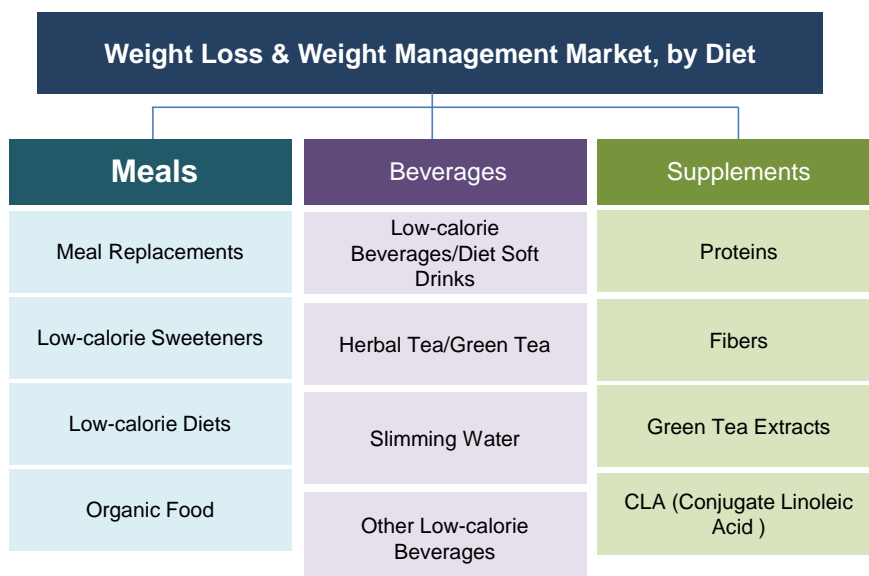 Weight Loss & Weight Management Market, by Diet
Meals
Meal Replacements
Low-calorie Sweeteners
Low-calorie Diets
Organic Food
Beverages
Low-calorie
Beverages/Diet Soft
Drinks
Herbal Tea/Green Tea
Slimming Water
Other Low-calorie
Beverages
Supplements
Proteins
Fibers
Green Tea Extracts
CLA (Conjugate Linoleic
Acid )